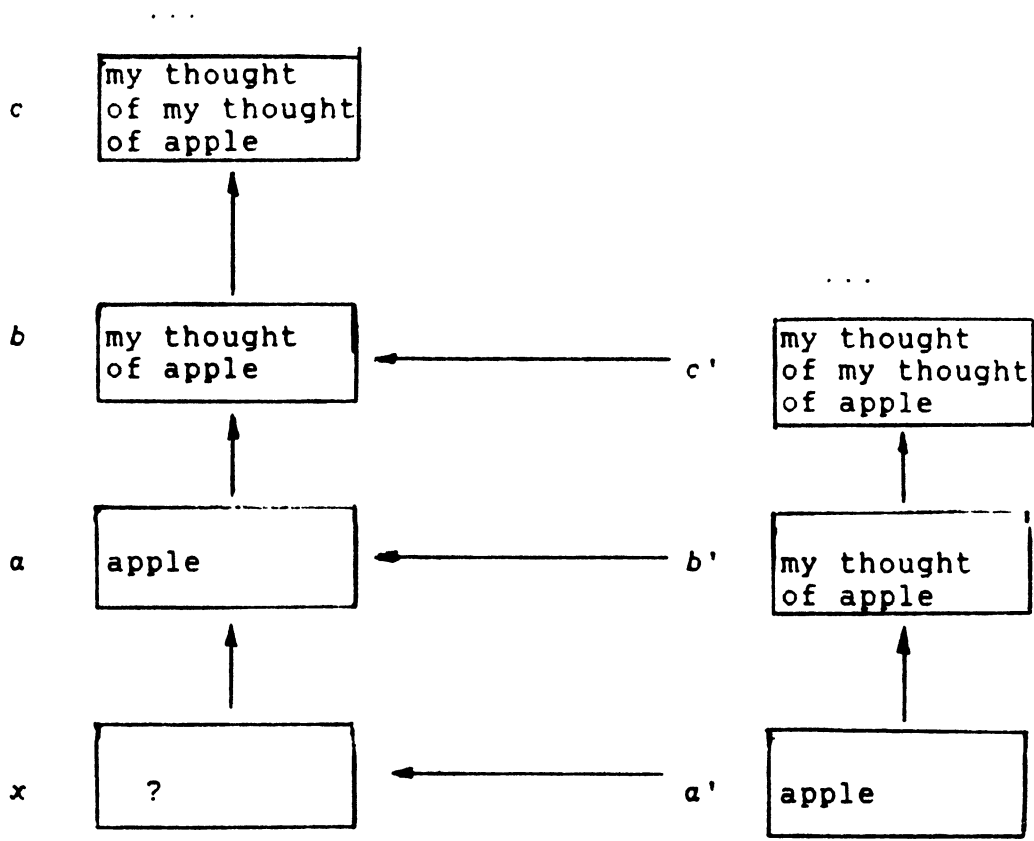 ...
c
my thought
of my thought
of apple
...
b
my thought
of apple
c'
my thought
of my thought
of apple
a
apple
b'
my thought
of apple
x
?
a'
apple